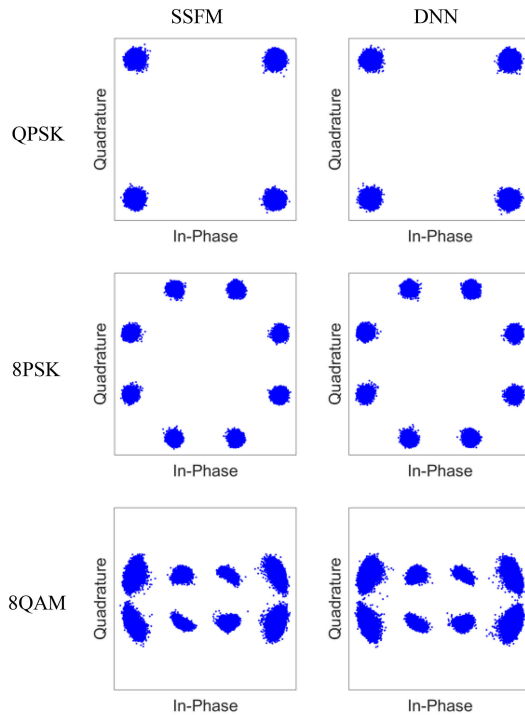 SSFM DNN
QPSK
Quadrature
Quadrature
In-Phase
In-Phase
8PSK
Quadrature
Quadrature
In-Phase
In-Phase
8QAM
Quadrature
Quadrature
In-Phase
In-Phase